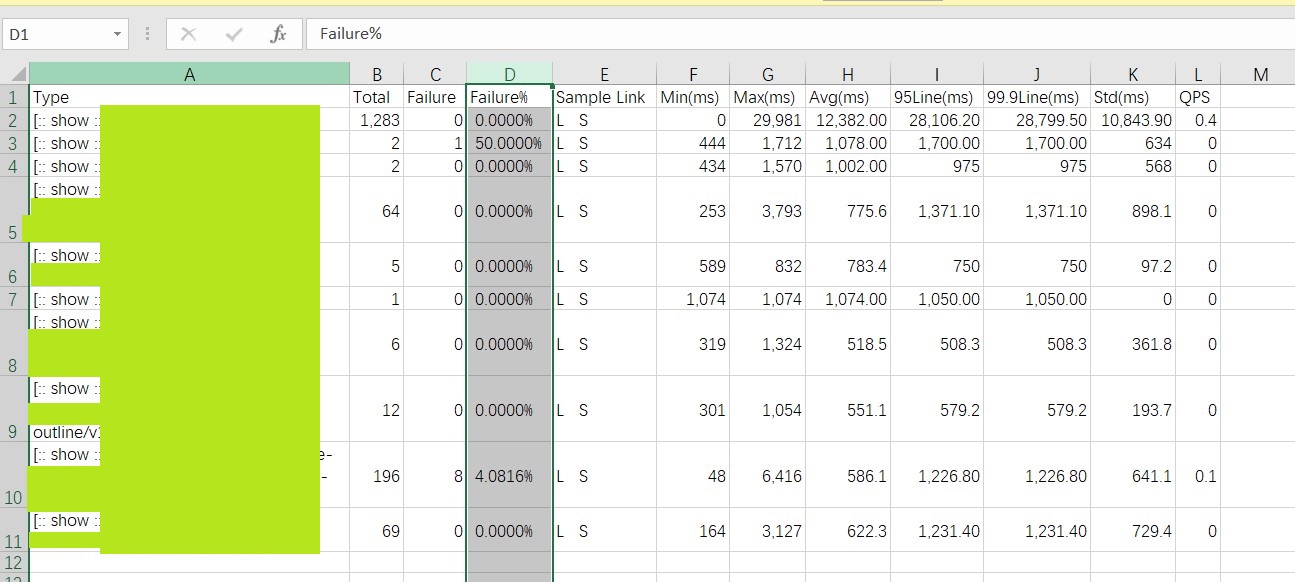 D1 fx Failure%
A B C D E F G H I J K L M
1 Type Total Failure Failure% Sample Link Min(ms) Max(ms) Avg(ms) 95Line(ms) 99.9Line(ms) Std(ms) QPS
2 [:: show :: 1,283 0 0.0000% L S 0 29,981 12,382.00 28,106.20 28,799.50 10,843.90 0.4
3 [:: show :: 2 1 50.0000% L S 444 1,712 1,078.00 1,700.00 1,700.00 634 0
4 [:: show :: 2 0 0.0000% L S 434 1,570 1,002.00 975 975 568 0
[:: show ::
64 0 0.0000% L S 253 3,793 775.6 1,371.10 1,371.10 898.1 0
5
[:: show ::
6 5 0 0.0000% L S 589 832 783.4 750 750 97.2 0
7 [:: show :: 1 0 0.0000% L S 1,074 1,074 1,074.00 1,050.00 1,050.00 0 0
[:: show ::
6 0 0.0000% L S 319 1,324 518.5 508.3 508.3 361.8 0
8
[:: show ::
12 0 0.0000% L S 301 1,054 551.1 579.2 579.2 193.7 0
9 outline/v1
[:: show :: e-
- 196 8 4.0816% L S 48 6,416 586.1 1,226.80 1,226.80 641.1 0.1
10
[:: show ::
69 0 0.0000% L S 164 3,127 622.3 1,231.40 1,231.40 729.4 0
11
12